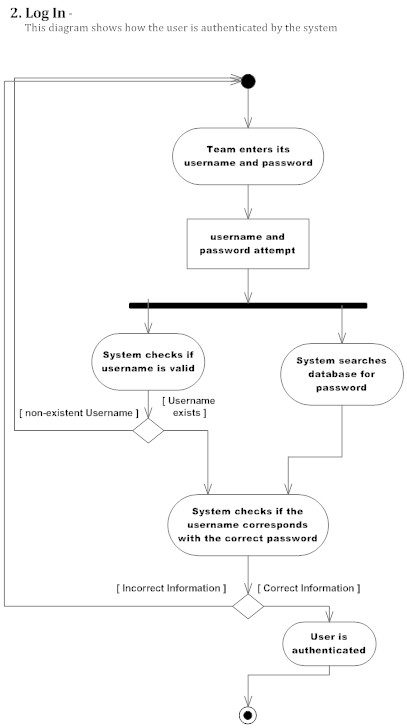 2. Log In -
This diagram shows how the user is authenticated by the system
Team enters its
username and password
username and
password attempt
System checks if
username is valid
System searches
database for
password
[ non-existent Username ]
[ Username
exists ]
System checks if the
username corresponds
with the correct password
[ Incorrect Information ]
[ Correct Information ]
User is
authenticated